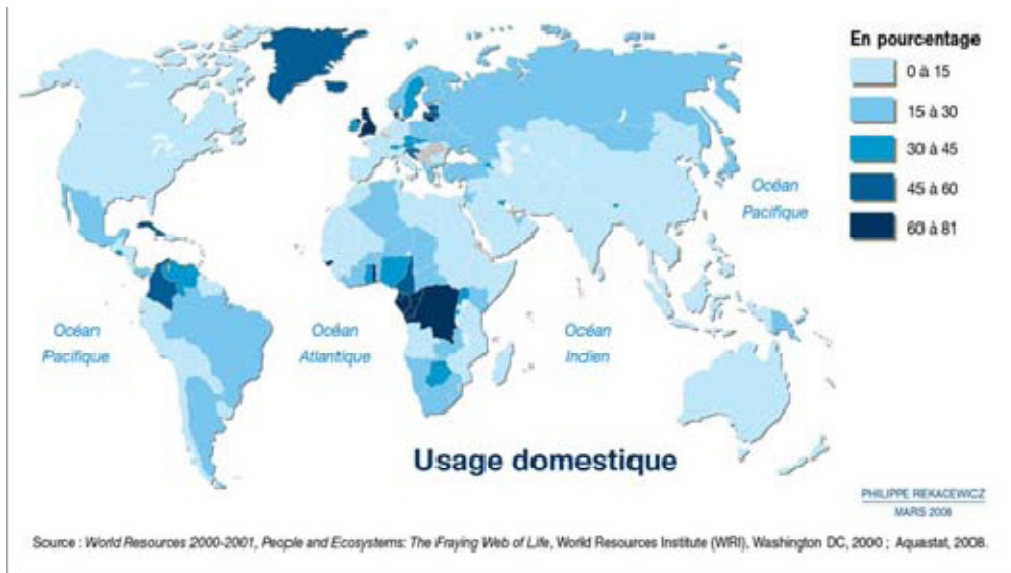 En pourcentage
0 à 15
15 à 30
30 à 45
45 à 60
60 à 81
Océan
Pacifique
Océan
Pacifique
Océan
Atlantique
Océan
Indien
Usage domestique
PHILIPPE REKACEWICZ
MARS 2008
Source : World Resources 2000-2001, People and Ecosystems: The Fraying Web of Life, World Resources Institute (WRI), Washington DC, 2000 ; Aquastat, 2008.